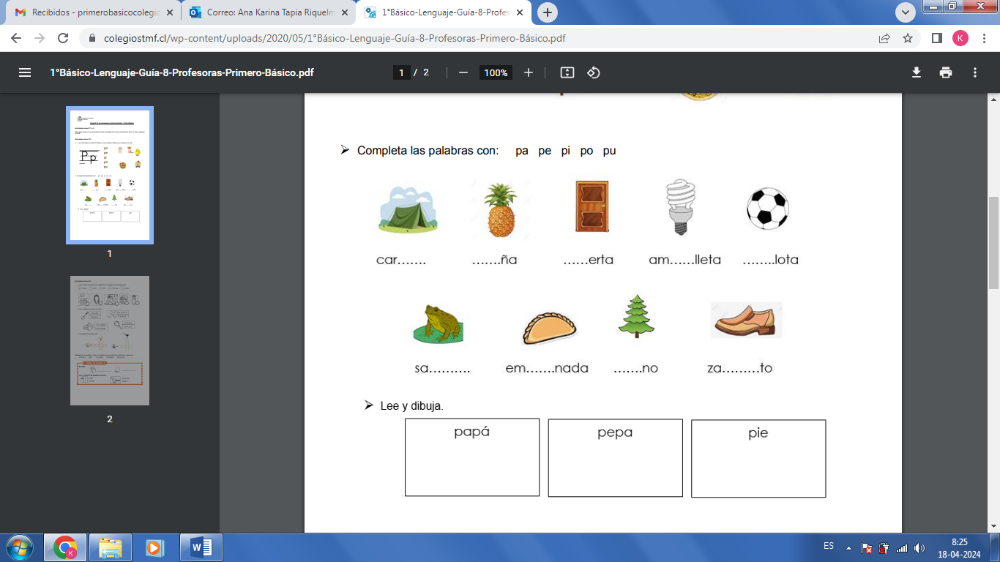 Recibidos - primerobasicocolegic
Correo: Ana Karina Tapia Riquelm
1°Básico-Lenguaje-Guía-8-Profes
colegiostmf.cl/wp-content/uploads/2020/05/1°Básico-Lenguaje-Guía-8-Profesoras-Primero-Básico.pdf
K
1°Básico-Lenguaje-Guía-8-Profesoras-Primero-Básico.pdf
1 / 2
100%
Completa las palabras con: pa pe pi po pu
car.......
.......ña
......erta
am......lleta
........lota
sa..........
em.......nada
.......no
za.........to
Lee y dibuja.
papá
pepa
pie
1
2
K
ES
8:25
18-04-2024